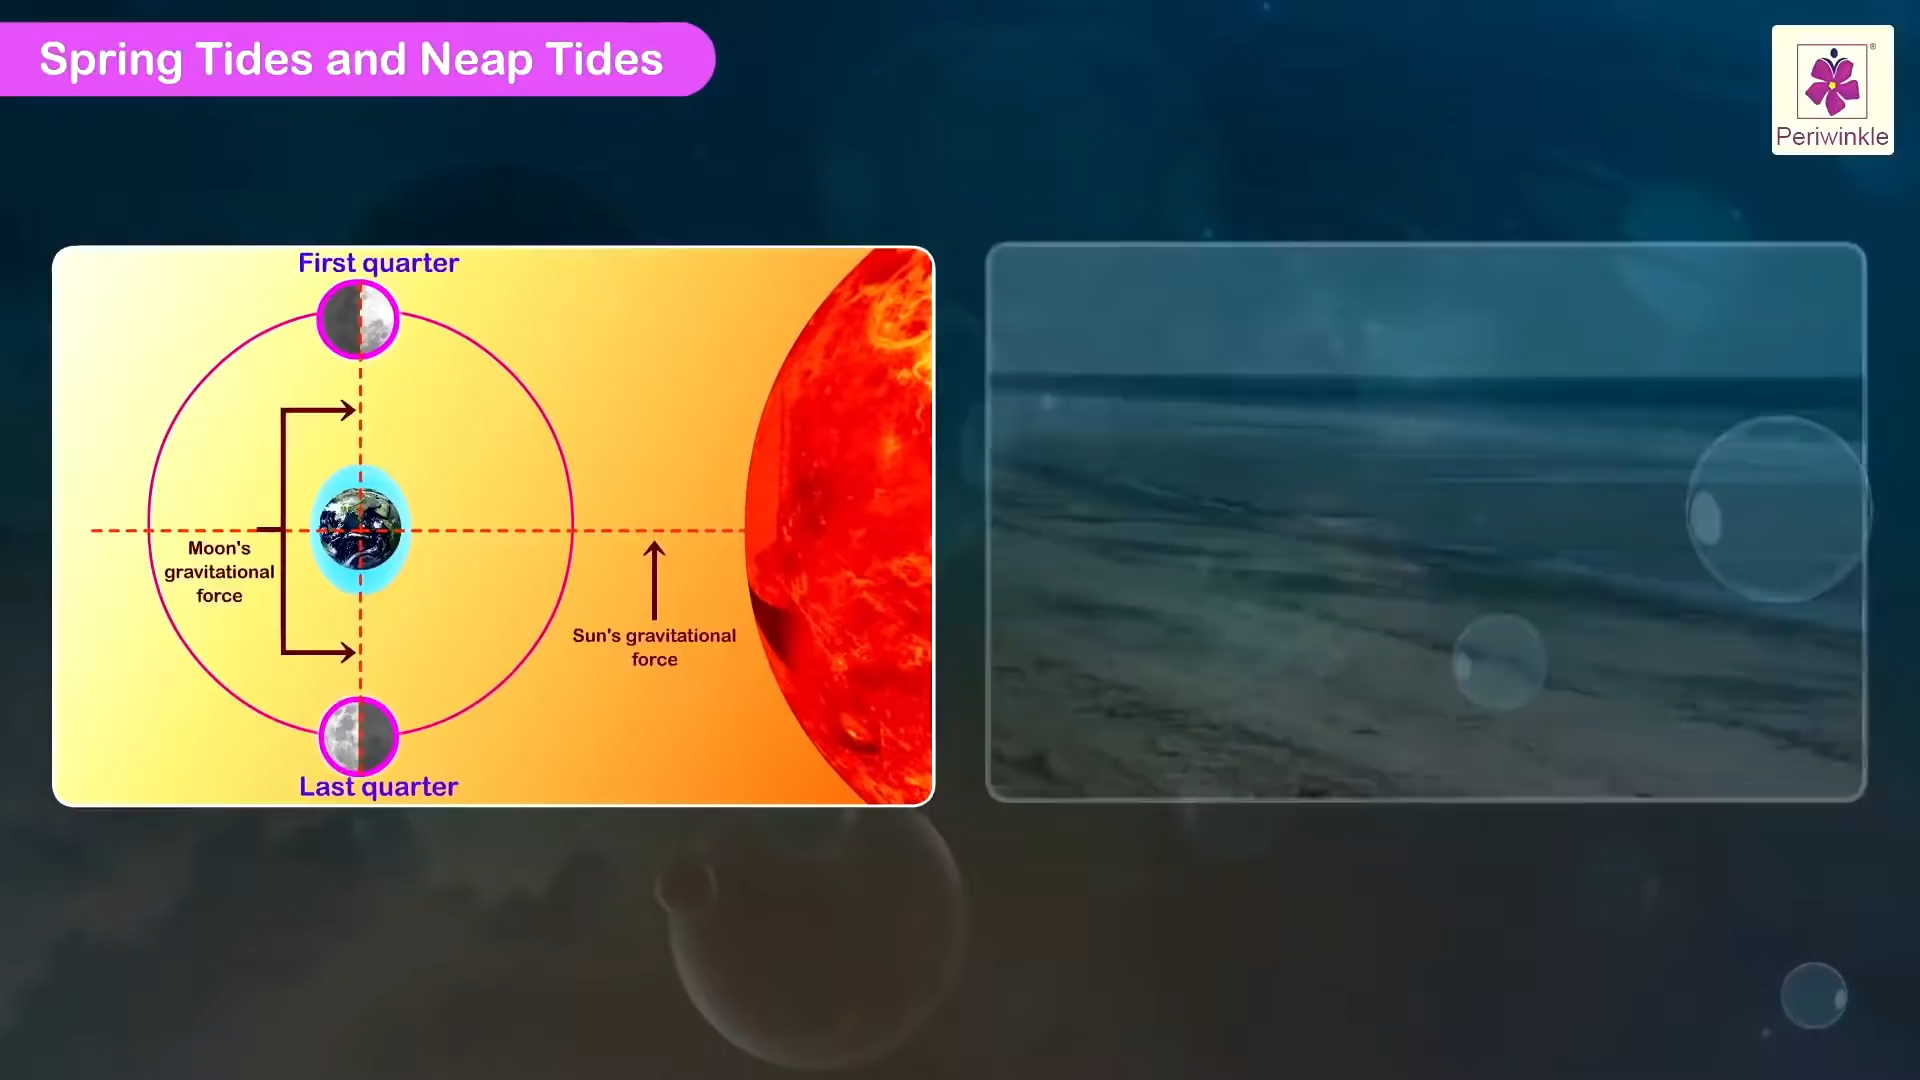 Spring Tides and Neap Tides
®
Periwinkle
First quarter
Moon's
gravitational
force
Sun's gravitational
force
Last quarter